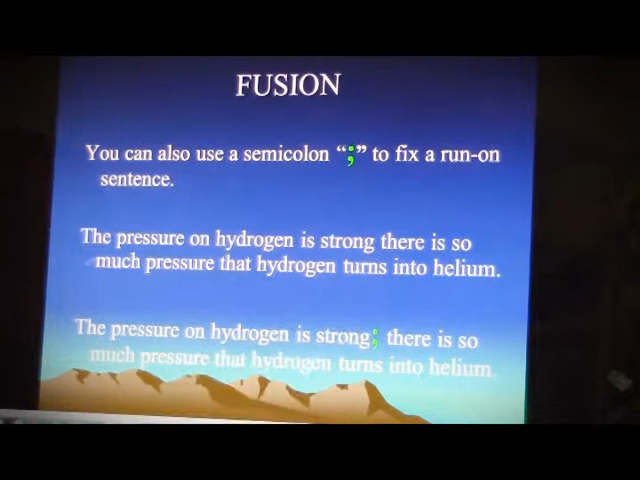 FUSION
You can also use a semicolon “;” to fix a run-on
sentence.
The pressure on hydrogen is strong there is so
much pressure that hydrogen turns into helium.
The pressure on hydrogen is strong; there is so
much pressure that hydrogen turns into helium.